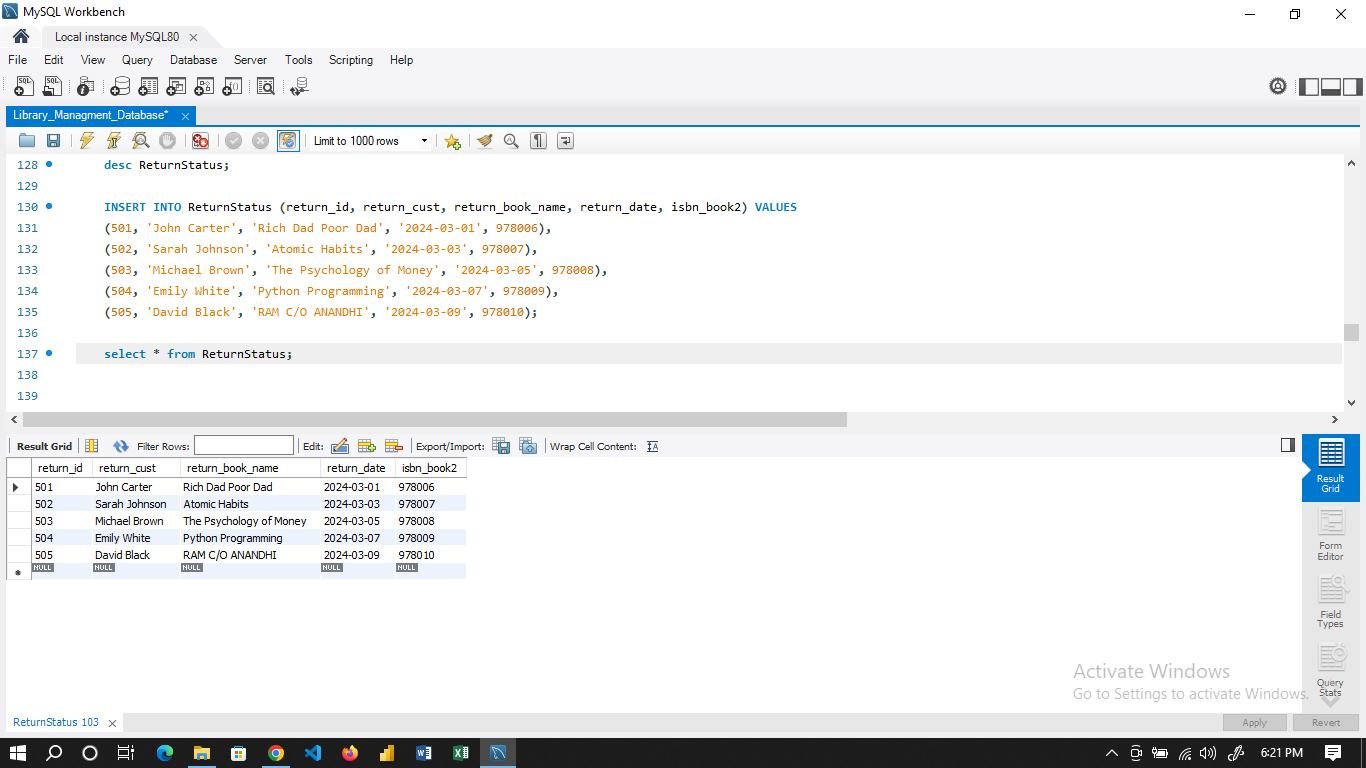 MySQL Workbench
Local instance MySQL80
File Edit View Query Database Server Tools Scripting Help
Library_Managment_Database*
Limit to 1000 rows
128 desc ReturnStatus;
129
130 INSERT INTO ReturnStatus (return_id, return_cust, return_book_name, return_date, isbn_book2) VALUES
131 (501, 'John Carter', 'Rich Dad Poor Dad', '2024-03-01', 978006),
132 (502, 'Sarah Johnson', 'Atomic Habits', '2024-03-03', 978007),
133 (503, 'Michael Brown', 'The Psychology of Money', '2024-03-05', 978008),
134 (504, 'Emily White', 'Python Programming', '2024-03-07', 978009),
135 (505, 'David Black', 'RAM C/O ANANDHI', '2024-03-09', 978010);
136
137 select * from ReturnStatus;
138
139
Result Grid Filter Rows: Edit: Export/Import: Wrap Cell Content:
return_id return_cust return_book_name return_date isbn_book2
501 John Carter Rich Dad Poor Dad 2024-03-01 978006
502 Sarah Johnson Atomic Habits 2024-03-03 978007
503 Michael Brown The Psychology of Money 2024-03-05 978008
504 Emily White Python Programming 2024-03-07 978009
505 David Black RAM C/O ANANDHI 2024-03-09 978010
NULL NULL NULL NULL NULL
Result
Grid
Form
Editor
Field
Types
Query
Stats
Activate Windows
Go to Settings to activate Windows.
ReturnStatus 103
Apply Revert
6:21 PM